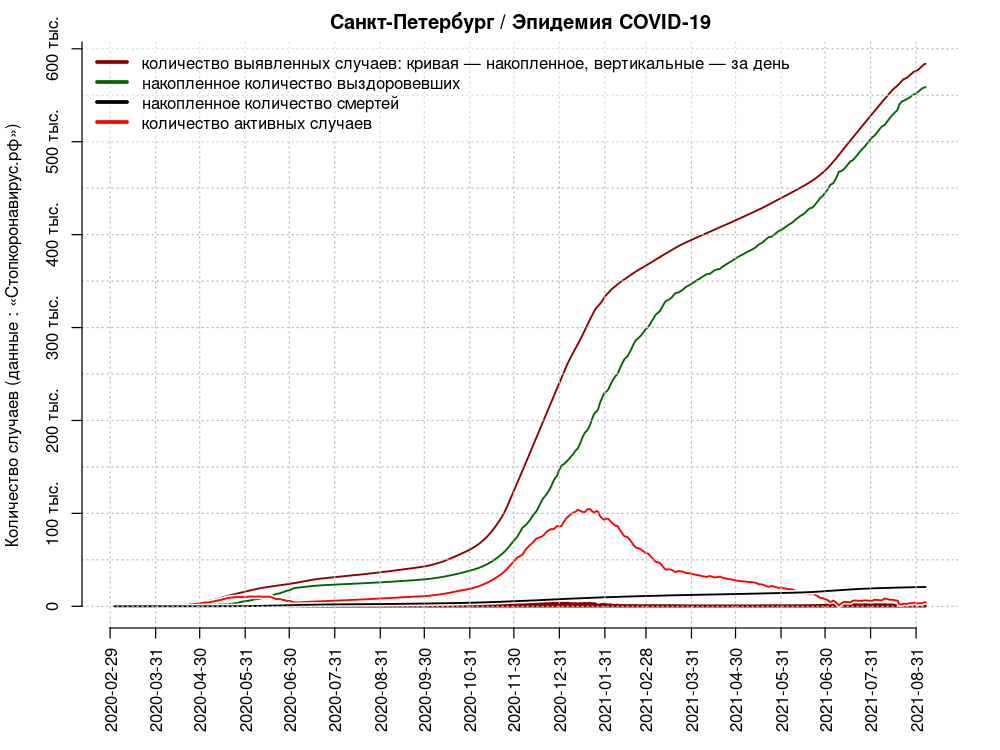 Санкт-Петербург / Эпидемия COVID-19
количество выявленных случаев: кривая — накопленное, вертикальные — за день
накопленное количество выздоровевших
накопленное количество смертей
количество активных случаев
Количество случаев (данные : «Стопкоронавирус.рф»)
600 тыс.
500 тыс.
400 тыс.
300 тыс.
200 тыс.
100 тыс.
0
2020-02-29
2020-03-31
2020-04-30
2020-05-31
2020-06-30
2020-07-31
2020-08-31
2020-09-30
2020-10-31
2020-11-30
2020-12-31
2021-01-31
2021-02-28
2021-03-31
2021-04-30
2021-05-31
2021-06-30
2021-07-31
2021-08-31